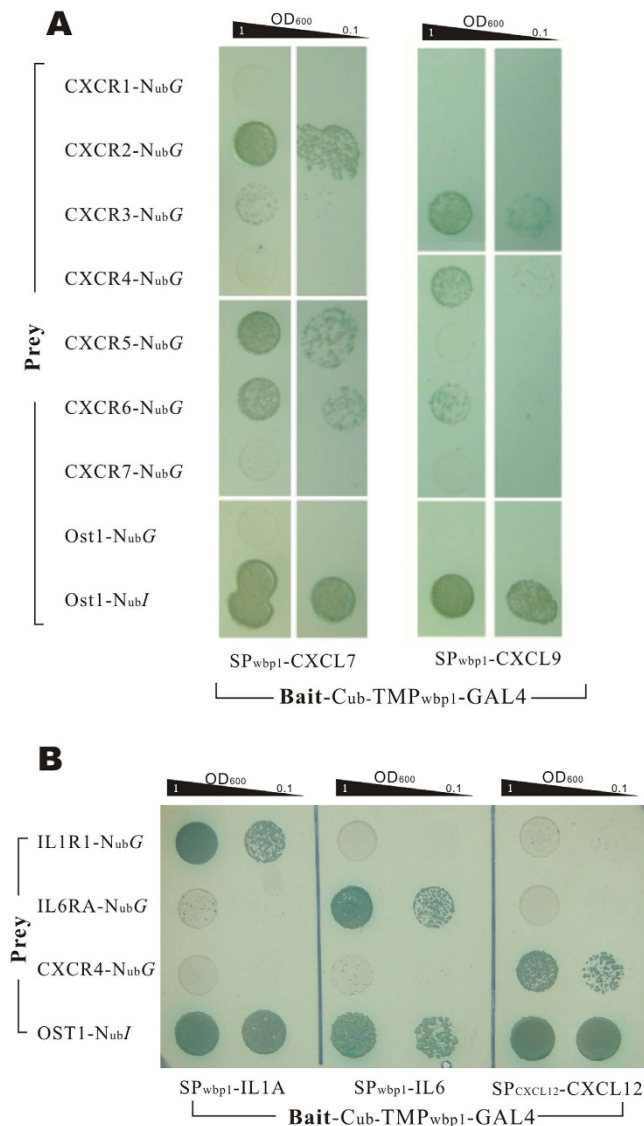 A
OD600
1 0.1
OD600
1 0.1
Prey
CXCR1-NubG
CXCR2-NubG
CXCR3-NubG
CXCR4-NubG
CXCR5-NubG
CXCR6-NubG
CXCR7-NubG
Ost1-NubG
Ost1-NubI
SPwbp1-CXCL7
SPwbp1-CXCL9
Bait-Cub-TMPwbp1-GAL4
B
OD600
1 0.1
OD600
1 0.1
OD600
1 0.1
Prey
IL1R1-NubG
IL6RA-NubG
CXCR4-NubG
OST1-NubI
SPwbp1-IL1A
SPwbp1-IL6
SPCXCL12-CXCL12
Bait-Cub-TMPwbp1-GAL4